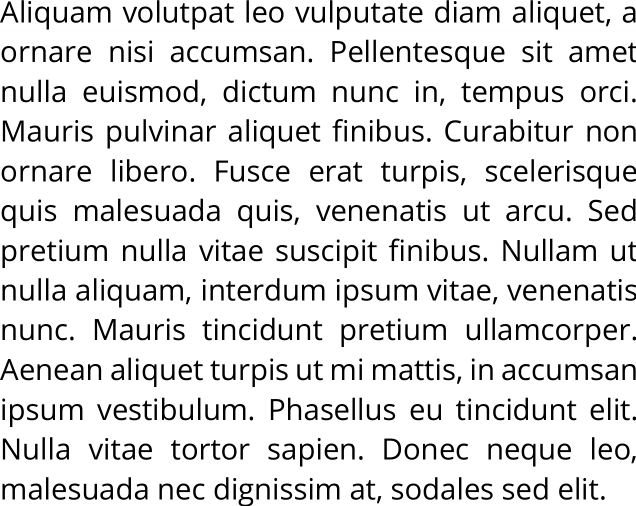 Aliquam volutpat leo vulputate diam aliquet, a
ornare nisi accumsan. Pellentesque sit amet
nulla euismod, dictum nunc in, tempus orci.
Mauris pulvinar aliquet finibus. Curabitur non
ornare libero. Fusce erat turpis, scelerisque
quis malesuada quis, venenatis ut arcu. Sed
pretium nulla vitae suscipit finibus. Nullam ut
nulla aliquam, interdum ipsum vitae, venenatis
nunc. Mauris tincidunt pretium ullamcorper.
Aenean aliquet turpis ut mi mattis, in accumsan
ipsum vestibulum. Phasellus eu tincidunt elit.
Nulla vitae tortor sapien. Donec neque leo,
malesuada nec dignissim at, sodales sed elit.